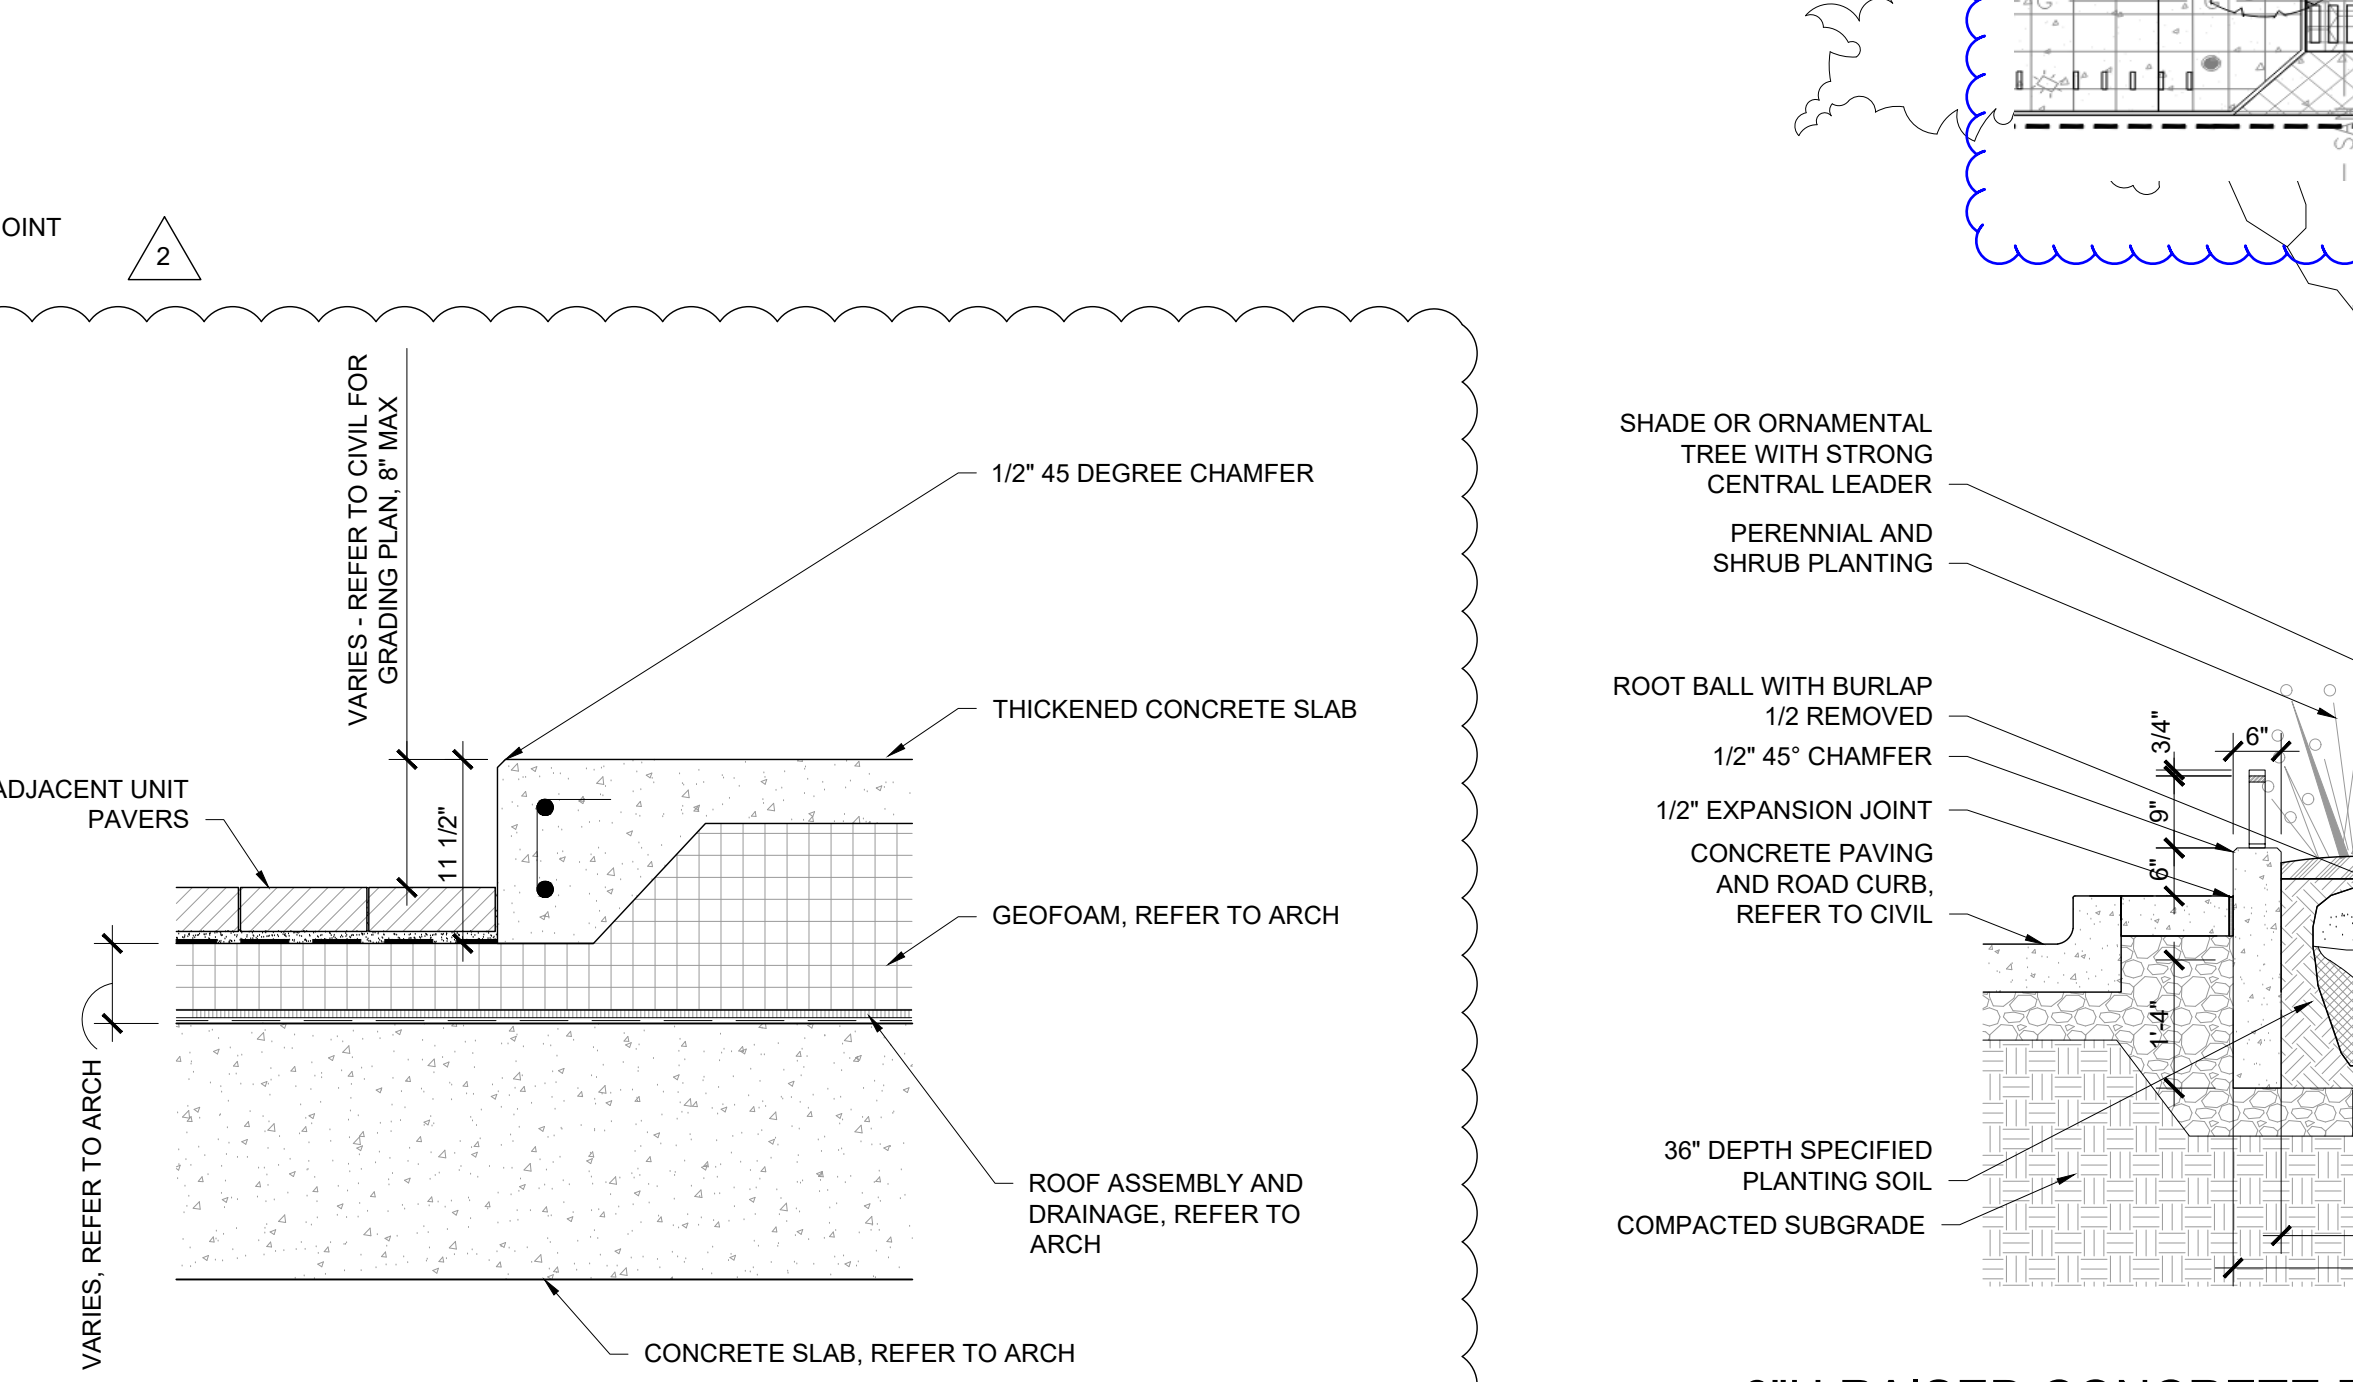 OINT
2
VARIES - REFER TO CIVIL FOR
GRADING PLAN, 8" MAX
1/2" 45 DEGREE CHAMFER
THICKENED CONCRETE SLAB
ADJACENT UNIT
PAVERS
11 1/2"
GEOFOAM, REFER TO ARCH
VARIES, REFER TO ARCH
ROOF ASSEMBLY AND
DRAINAGE, REFER TO
ARCH
CONCRETE SLAB, REFER TO ARCH
SHADE OR ORNAMENTAL
TREE WITH STRONG
CENTRAL LEADER
PERENNIAL AND
SHRUB PLANTING
ROOT BALL WITH BURLAP
1/2 REMOVED
1/2" 45° CHAMFER
1/2" EXPANSION JOINT
CONCRETE PAVING
AND ROAD CURB,
REFER TO CIVIL
36" DEPTH SPECIFIED
PLANTING SOIL
COMPACTED SUBGRADE
3/4"
6"
9"
6"
1'-4"
SAN
RAISED CONCRETE